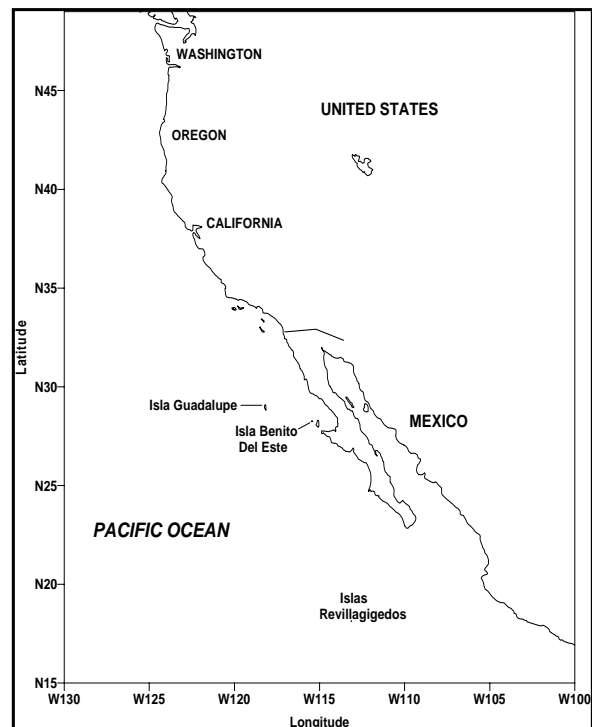 WASHINGTON
N45
UNITED STATES
OREGON
N40
CALIFORNIA
N35
Latitude
N30
Isla Guadalupe
MEXICO
Isla Benito
Del Este
N25
PACIFIC OCEAN
N20
Islas
Revillagigedos
N15
W130
W125
W120
W115
W110
W105
W100
Longitude